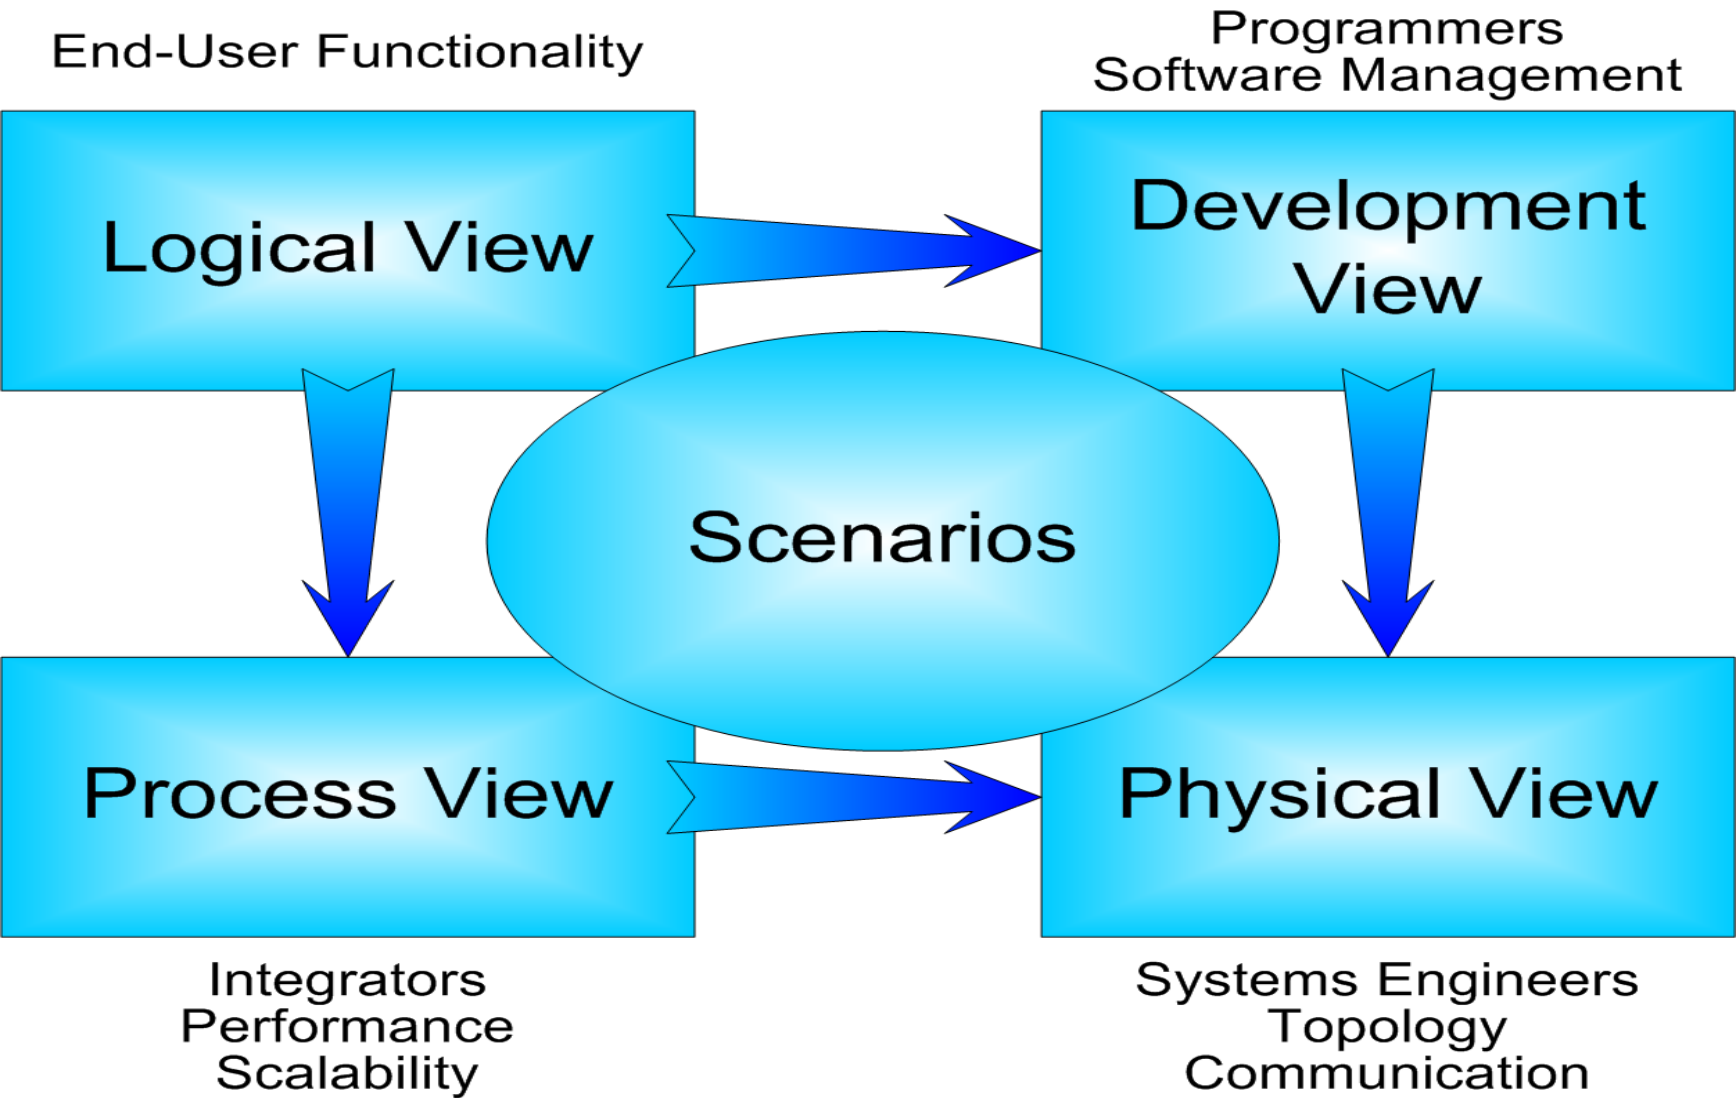 End-User Functionality
Programmers
Software Management
Logical View
Development
View
Scenarios
Process View
Physical View
Integrators
Performance
Scalability
Systems Engineers
Topology
Communication